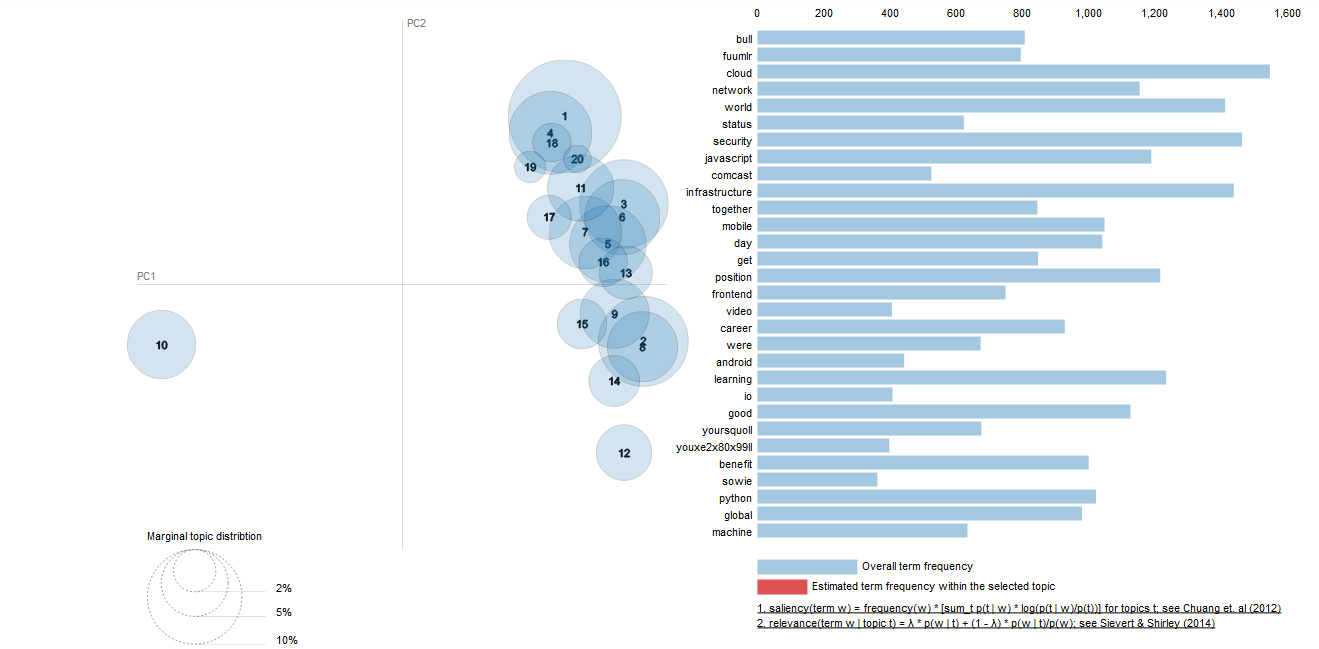 PC2
PC1
1
4
18
20
19
11
3
17
6
7
5
16
13
9
15
2
8
10
14
12
Marginal topic distribtion
2%
5%
10%
0 200 400 600 800 1,000 1,200 1,400 1,600
bull
fuumlr
cloud
network
world
status
security
javascript
comcast
infrastructure
together
mobile
day
get
position
frontend
video
career
were
android
learning
io
good
yoursquoll
youxe2x80x99ll
benefit
sowie
python
global
machine
Overall term frequency
Estimated term frequency within the selected topic
1. saliency(term w) = frequency(w) * [sum_t p(t | w) * log(p(t | w)/p(t))] for topics t; see Chuang et. al (2012)
2. relevance(term w | topic t) = λ * p(w | t) + (1 - λ) * p(w | t)/p(w); see Sievert & Shirley (2014)